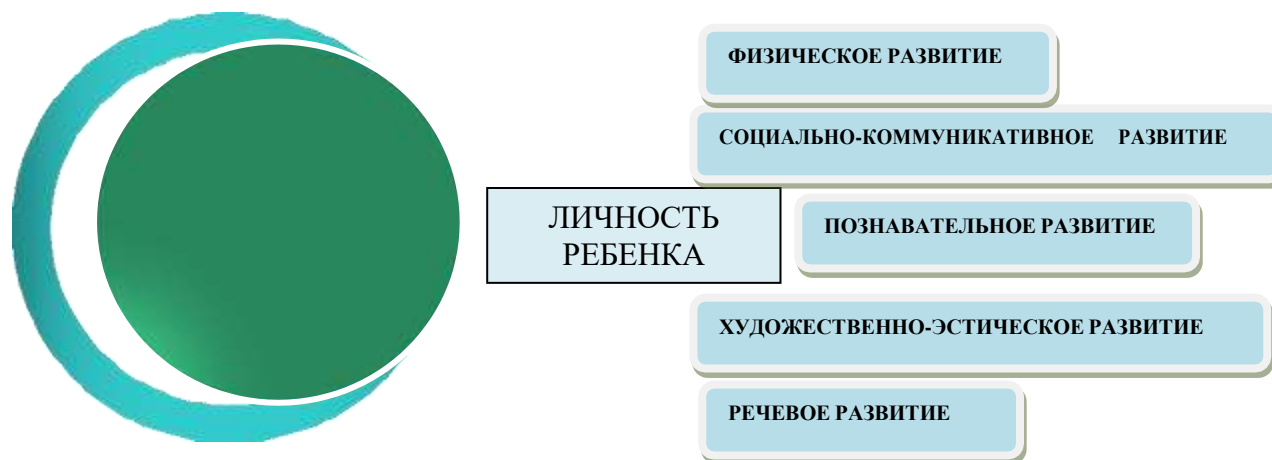 ФИЗИЧЕСКОЕ РАЗВИТИЕ
СОЦИАЛЬНО-КОММУНИКАТИВНОЕ РАЗВИТИЕ
ЛИЧНОСТЬ
РЕБЕНКА
ПОЗНАВАТЕЛЬНОЕ РАЗВИТИЕ
ХУДОЖЕСТВЕННО-ЭСТИЧЕСКОЕ РАЗВИТИЕ
РЕЧЕВОЕ РАЗВИТИЕ